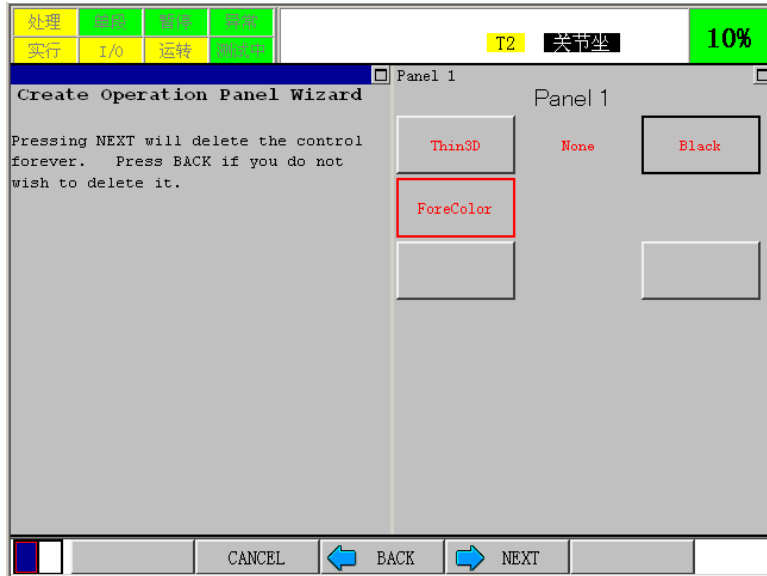 处理 单段 暂停 异常
实行 I/O 运转 测试中
T2 关节坐 10%
Create Operation Panel Wizard
Pressing NEXT will delete the control
forever. Press BACK if you do not
wish to delete it.
Panel 1
Panel 1
Thin3D None Black
ForeColor
CANCEL BACK NEXT